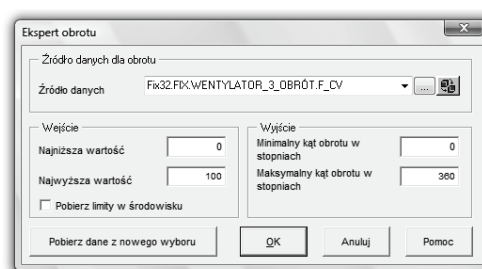 Ekspert obrotu
Źródło danych dla obrotu
Źródło danych
Fix32.FIX.WENTYLATOR_3_OBRÓT.F_CV
...
Wejście
Najniższa wartość
0
Najwyższa wartość
100
Pobierz limity w środowisku
Wyjście
Minimalny kąt obrotu w
stopniach
0
Maksymalny kąt obrotu w
stopniach
360
Pobierz dane z nowego wyboru
OK
Anuluj
Pomoc